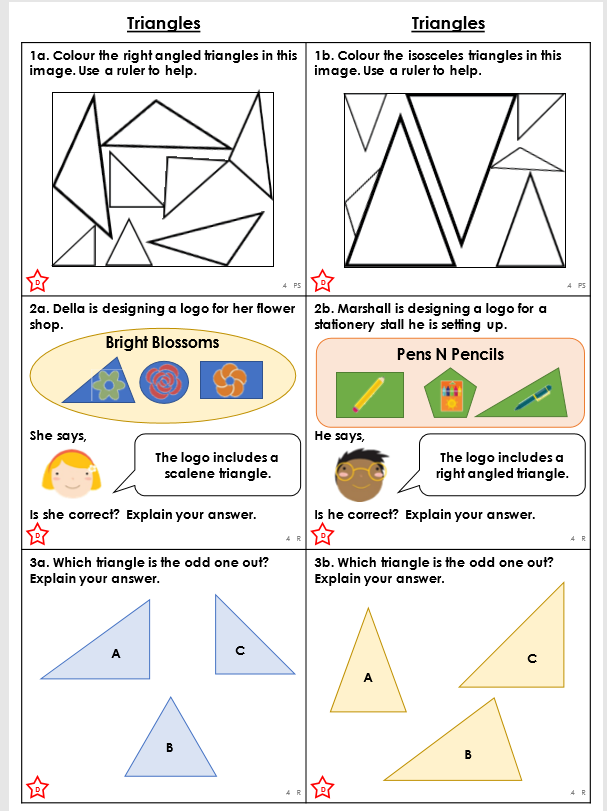 Triangles
Triangles
1a. Colour the right angled triangles in this
image. Use a ruler to help.
D
4 PS
1b. Colour the isosceles triangles in this
image. Use a ruler to help.
D
4 PS
2a. Della is designing a logo for her flower
shop.
Bright Blossoms
She says,
The logo includes a
scalene triangle.
Is she correct? Explain your answer.
D
4 R
2b. Marshall is designing a logo for a
stationery stall he is setting up.
Pens N Pencils
He says,
The logo includes a
right angled triangle.
Is he correct? Explain your answer.
D
4 R
3a. Which triangle is the odd one out?
Explain your answer.
A
C
B
D
4 R
3b. Which triangle is the odd one out?
Explain your answer.
A
C
B
D
4 R